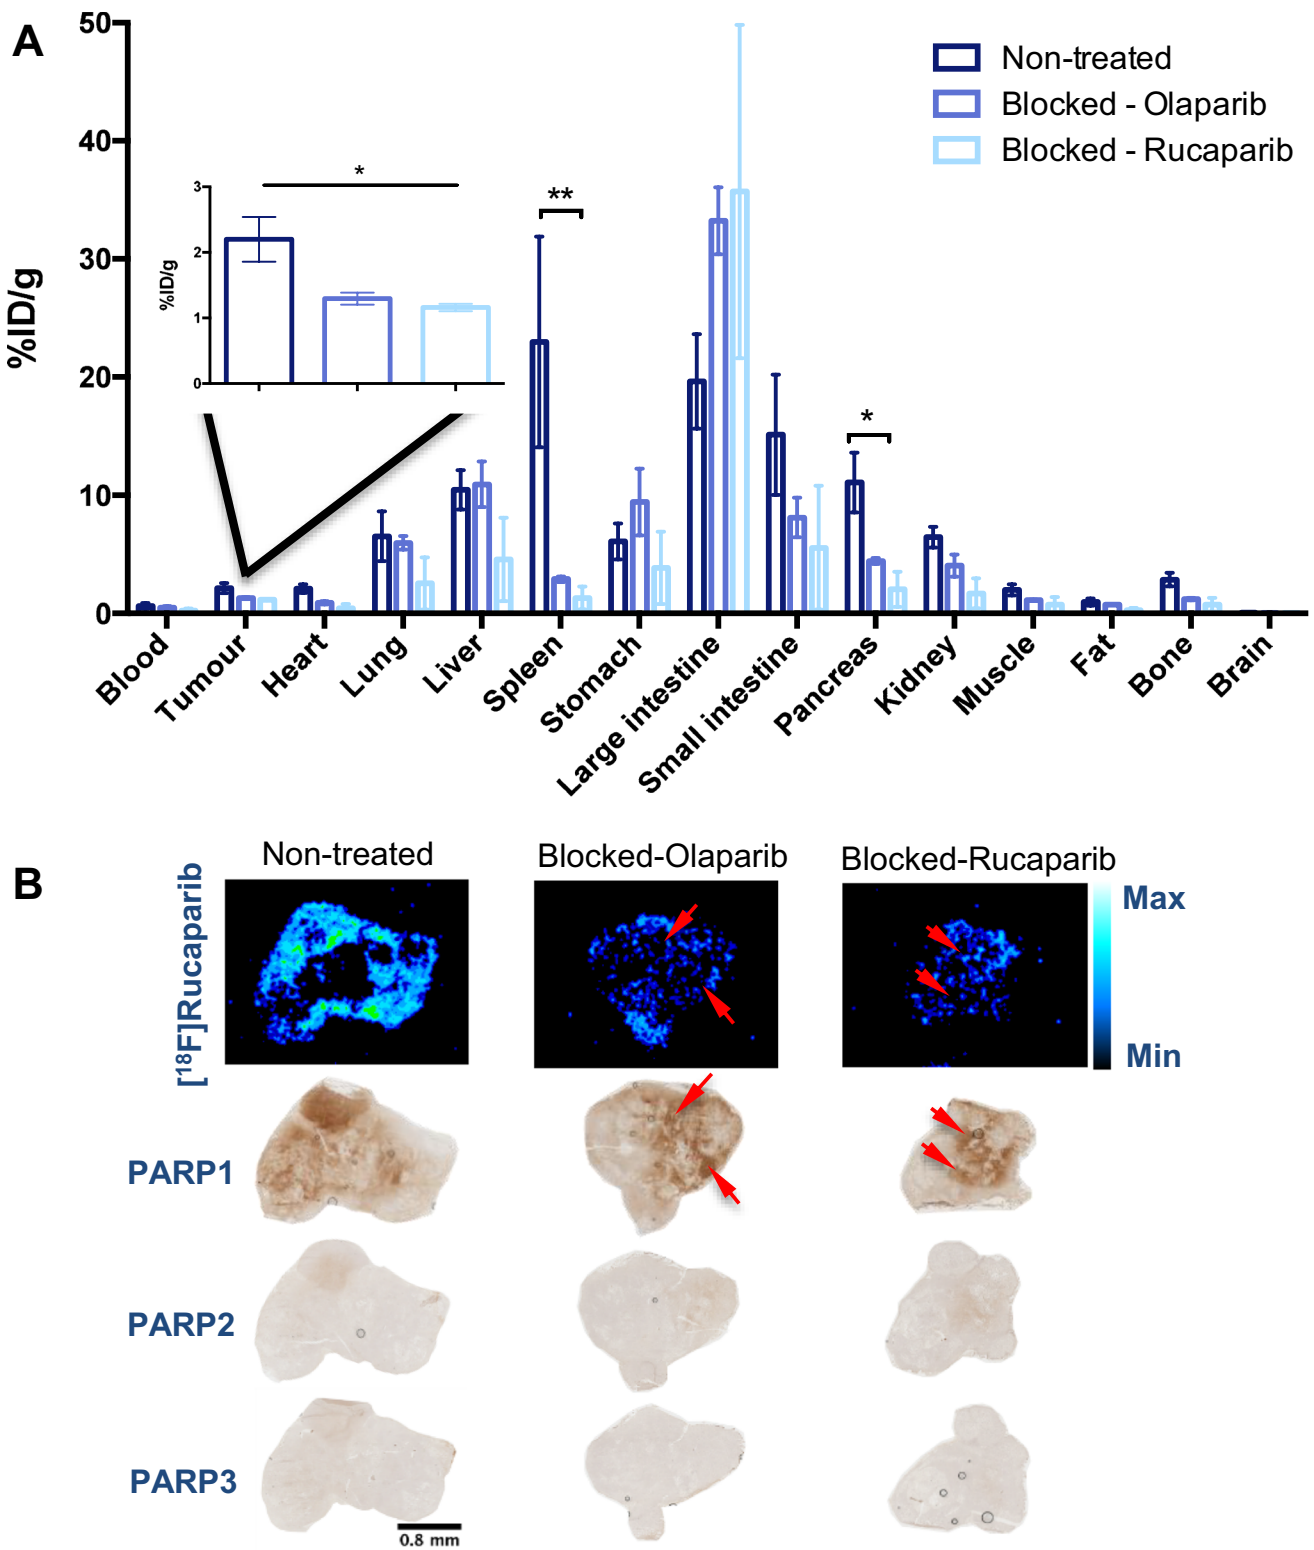 A
%ID/g
50
40
30
20
10
0
Non-treated
Blocked - Olaparib
Blocked - Rucaparib
%ID/g
3
2
1
0
*
**
*
Blood
Tumour
Heart
Lung
Liver
Spleen
Stomach
Large intestine
Small intestine
Pancreas
Kidney
Muscle
Fat
Bone
Brain
B
Non-treated
Blocked-Olaparib
Blocked-Rucaparib
[¹⁸F]Rucaparib
Max
Min
PARP1
PARP2
PARP3
0.8 mm